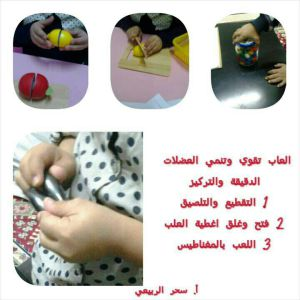 العاب تقوي وتنمي العضلات
الدقيقة والتركيز
1 التقطيع والتلصيق
2 فتح وغلق اغطية العلب
3 اللعب بالمغناطيس
أ. سحر الربيعي